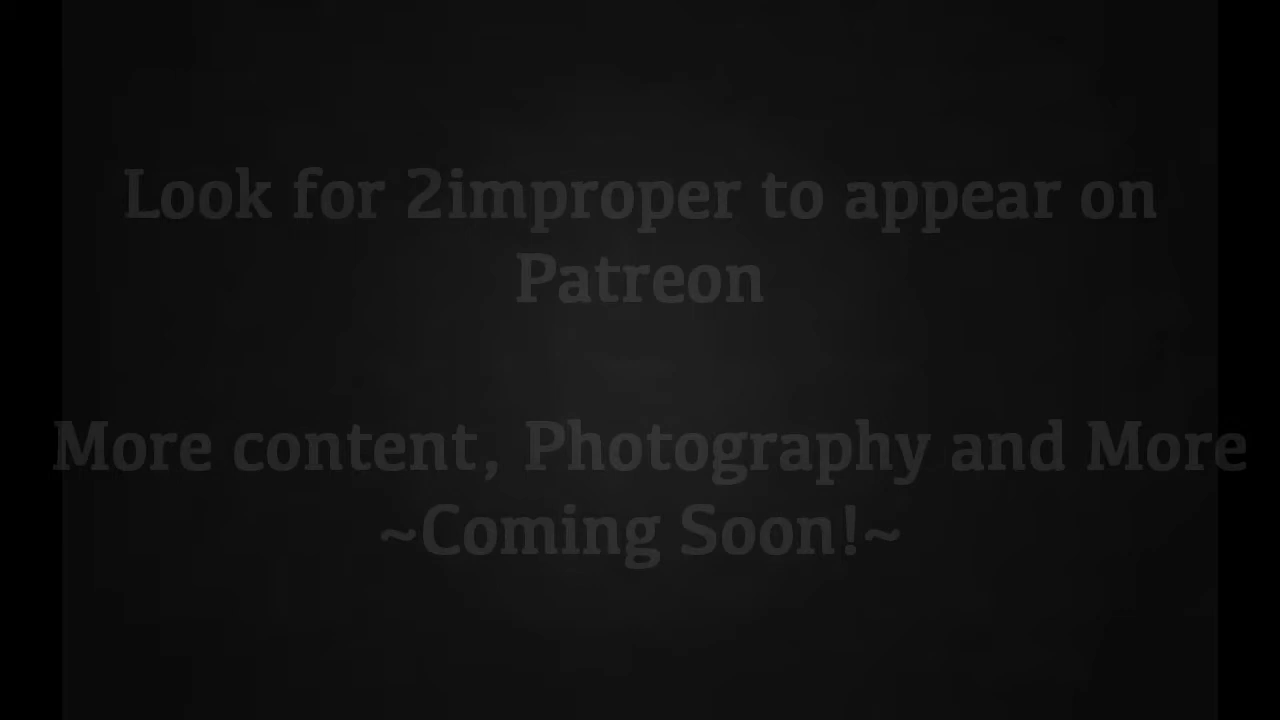 Look for 2improper to appear on
Patreon
More content, Photography and More
~Coming Soon!~